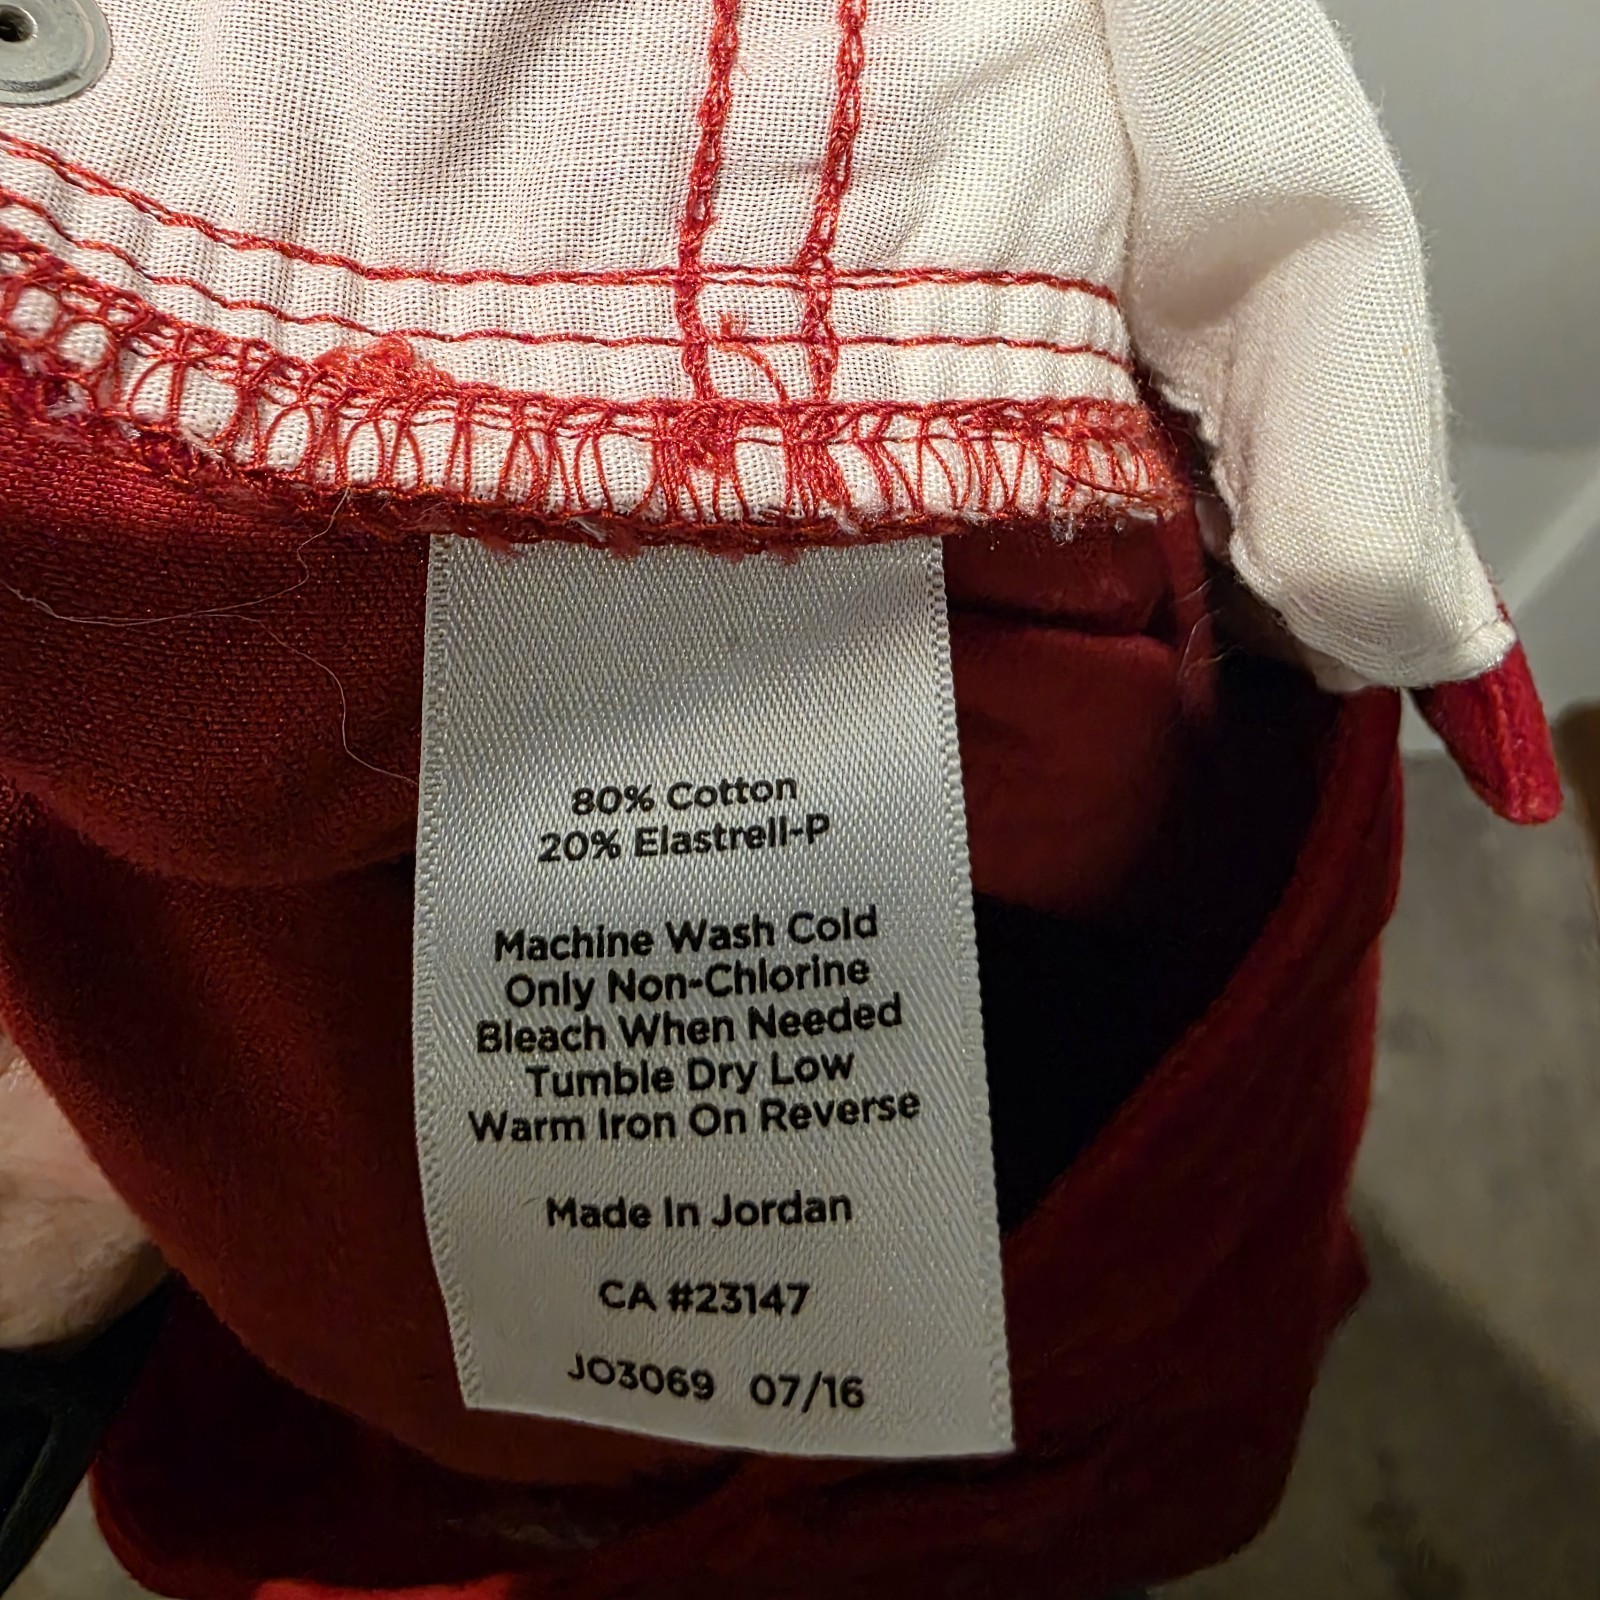 80% Cotton
20% Elastrell-P
Machine Wash Cold
Only Non-Chlorine
Bleach When Needed
Tumble Dry Low
Warm Iron On Reverse
Made In Jordan
CA #23147
JO3069 07/16